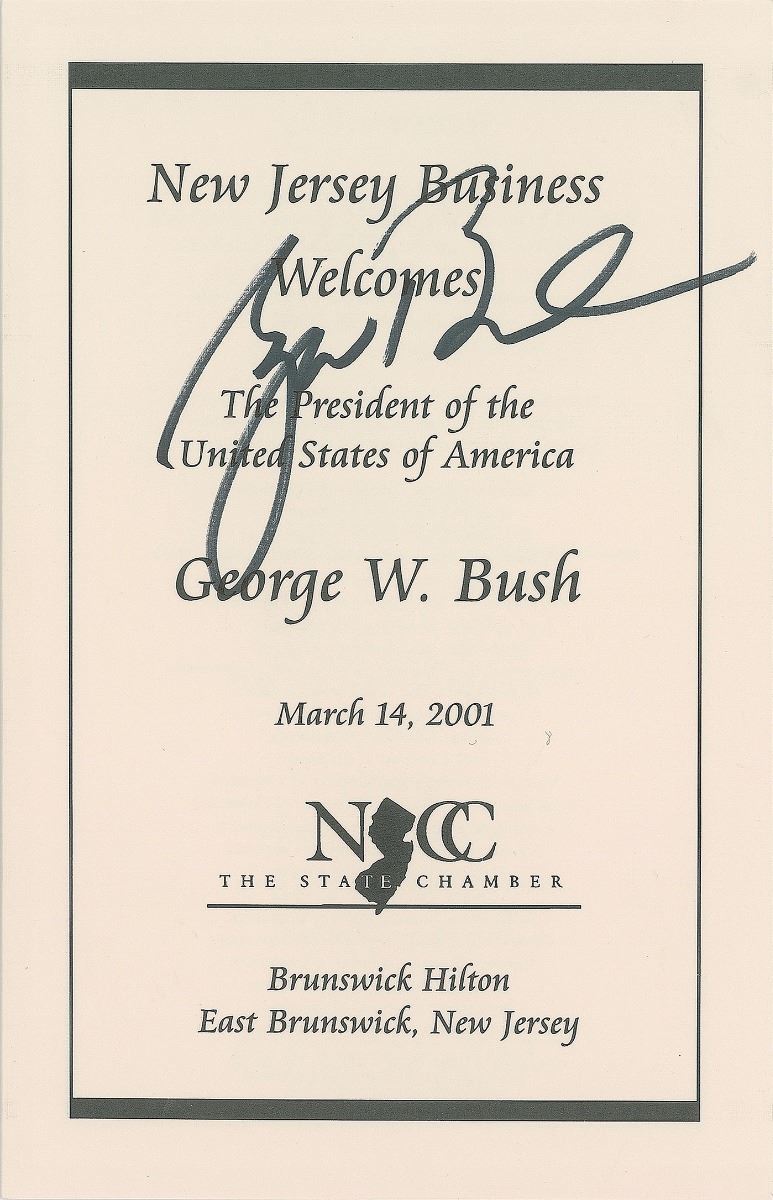 New Jersey Business
Welcomes
The President of the
United States of America
George W. Bush
March 14, 2001
N CC
THE STATE CHAMBER
Brunswick Hilton
East Brunswick, New Jersey